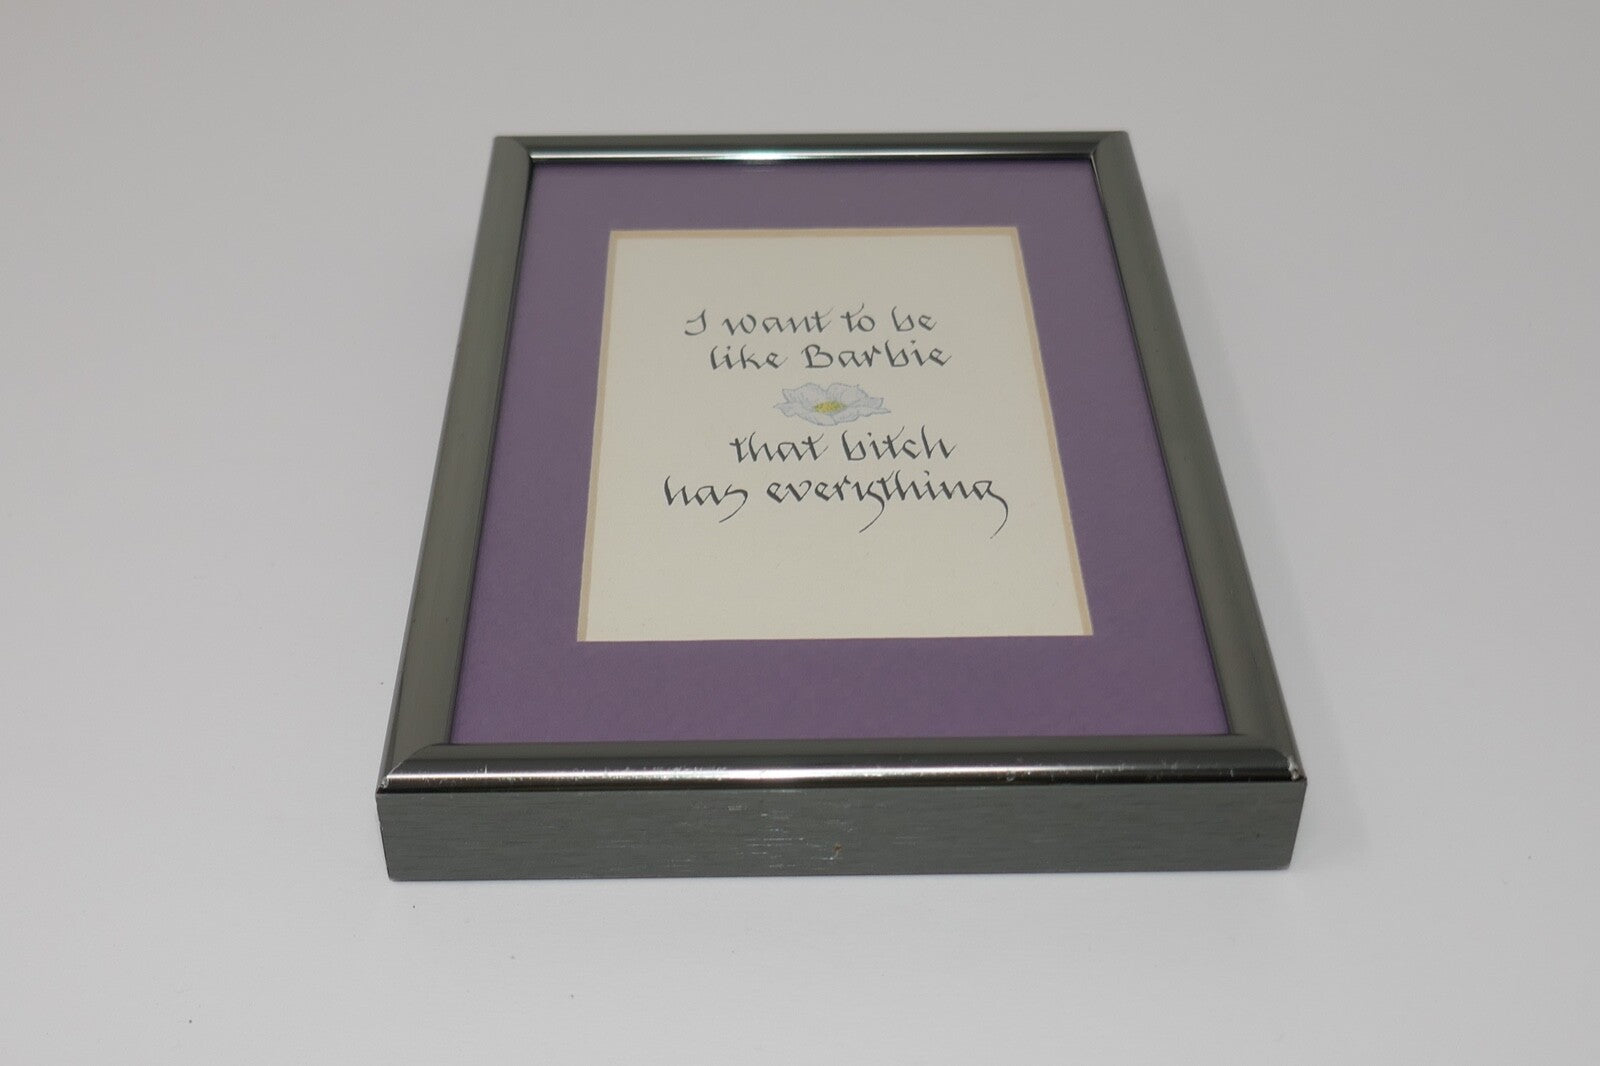 I want to be
like Barbie
that bitch
has everything